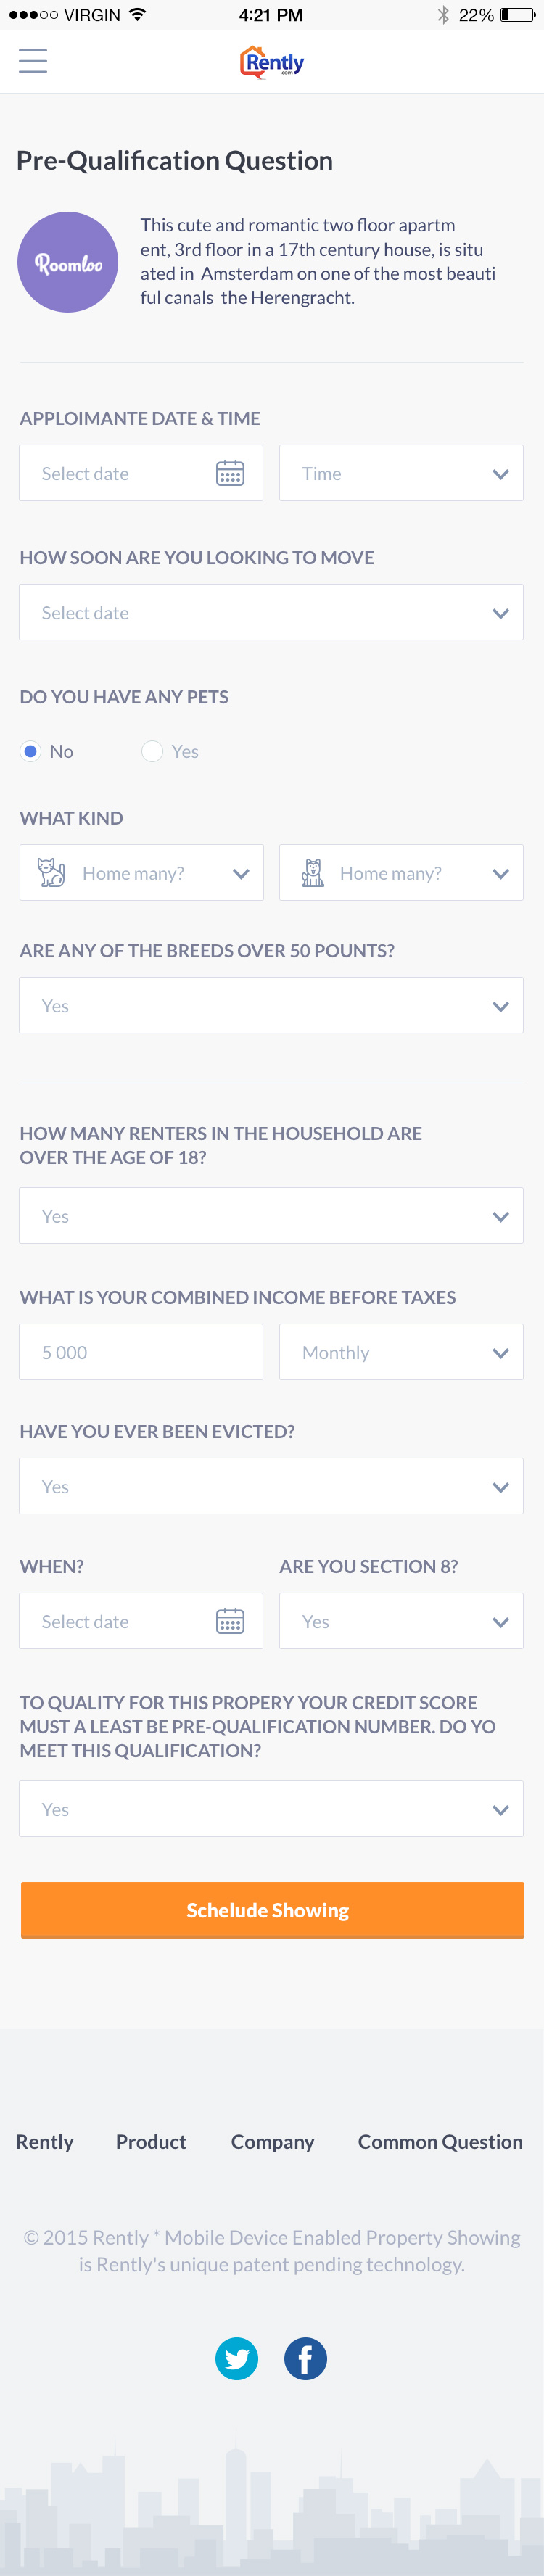 VIRGIN 4:21 PM 22%
Rently
.com
Pre-Qualification Question
Roomloo
This cute and romantic two floor apartm
ent, 3rd floor in a 17th century house, is situ
ated in Amsterdam on one of the most beauti
ful canals the Herengracht.
APPLOIMANTE DATE & TIME
Select date Time
HOW SOON ARE YOU LOOKING TO MOVE
Select date
DO YOU HAVE ANY PETS
No Yes
WHAT KIND
Home many? Home many?
ARE ANY OF THE BREEDS OVER 50 POUNTS?
Yes
HOW MANY RENTERS IN THE HOUSEHOLD ARE
OVER THE AGE OF 18?
Yes
WHAT IS YOUR COMBINED INCOME BEFORE TAXES
5 000 Monthly
HAVE YOU EVER BEEN EVICTED?
Yes
WHEN? ARE YOU SECTION 8?
Select date Yes
TO QUALITY FOR THIS PROPERY YOUR CREDIT SCORE
MUST A LEAST BE PRE-QUALIFICATION NUMBER. DO YO
MEET THIS QUALIFICATION?
Yes
Schelude Showing
Rently Product Company Common Question
© 2015 Rently * Mobile Device Enabled Property Showing
is Rently's unique patent pending technology.